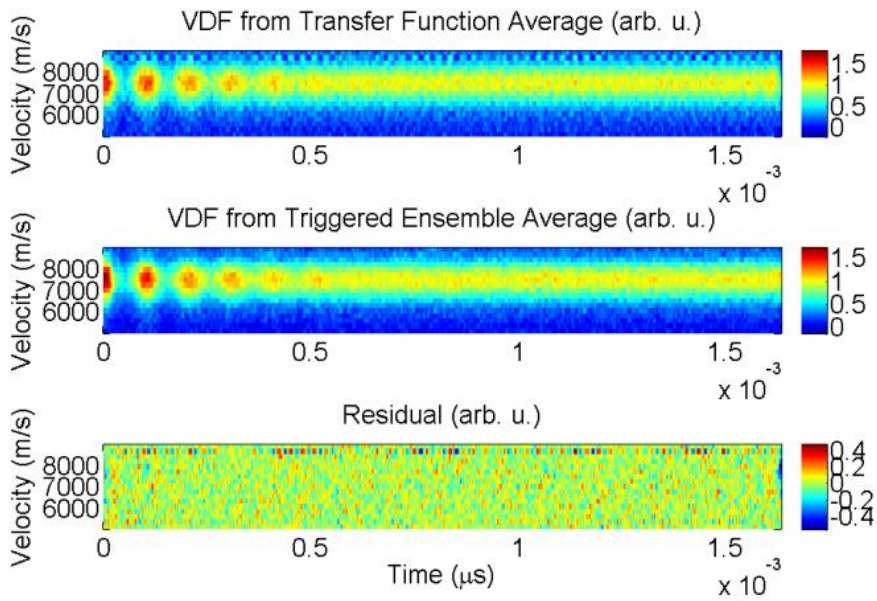 VDF from Transfer Function Average (arb. u.)
Velocity (m/s)
8000
7000
6000
0 0.5 1 1.5
x 10-3
1.5
1
0.5
0
VDF from Triggered Ensemble Average (arb. u.)
Velocity (m/s)
8000
7000
6000
0 0.5 1 1.5
x 10-3
1.5
1
0.5
0
Residual (arb. u.)
Velocity (m/s)
8000
7000
6000
0 0.5 1 1.5
Time (μs)
x 10-3
0.4
0.2
0
-0.2
-0.4